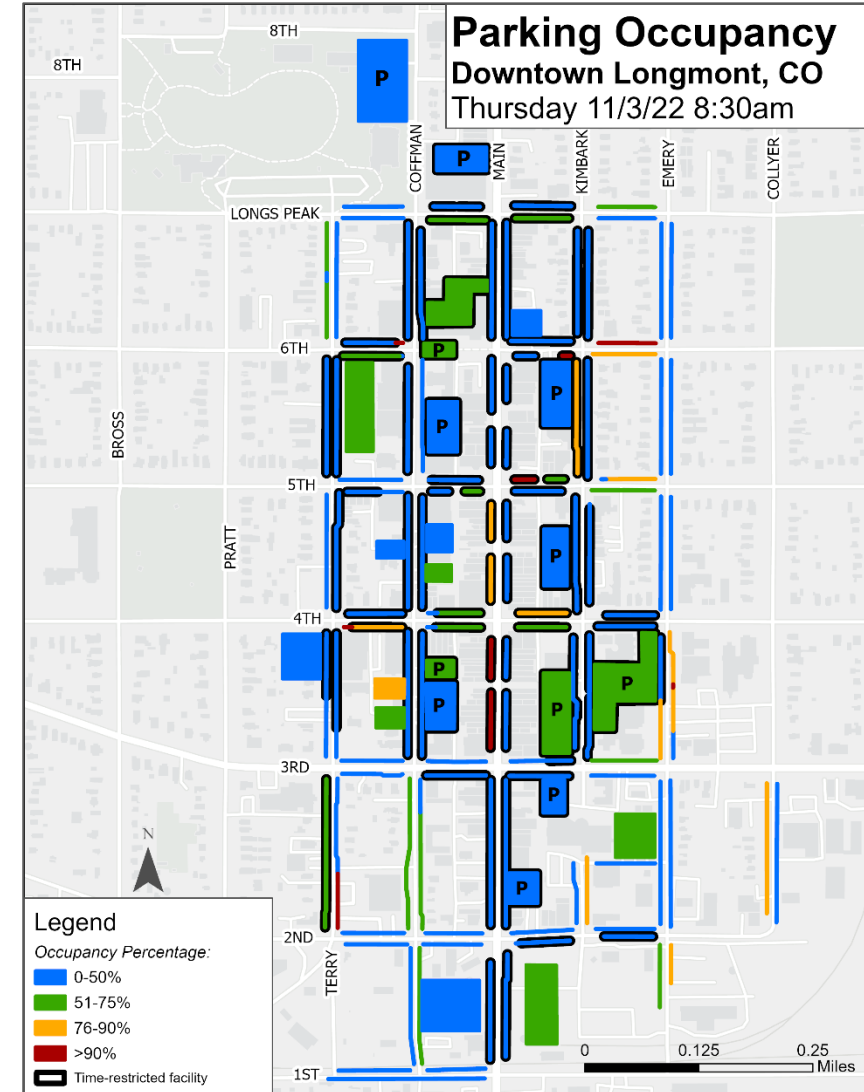 Parking Occupancy
Downtown Longmont, CO
Thursday 11/3/22 8:30am
8TH
8TH
P
P
COFFMAN
MAIN
KIMBARK
EMERY
COLLYER
LONGS PEAK
6TH
P
P
P
BROSS
5TH
PRATT
P
4TH
P
P
P
P
3RD
P
N
P
2ND
TERRY
1ST
Legend
Occupancy Percentage:
0-50%
51-75%
76-90%
>90%
Time-restricted facility
0 0.125 0.25
Miles